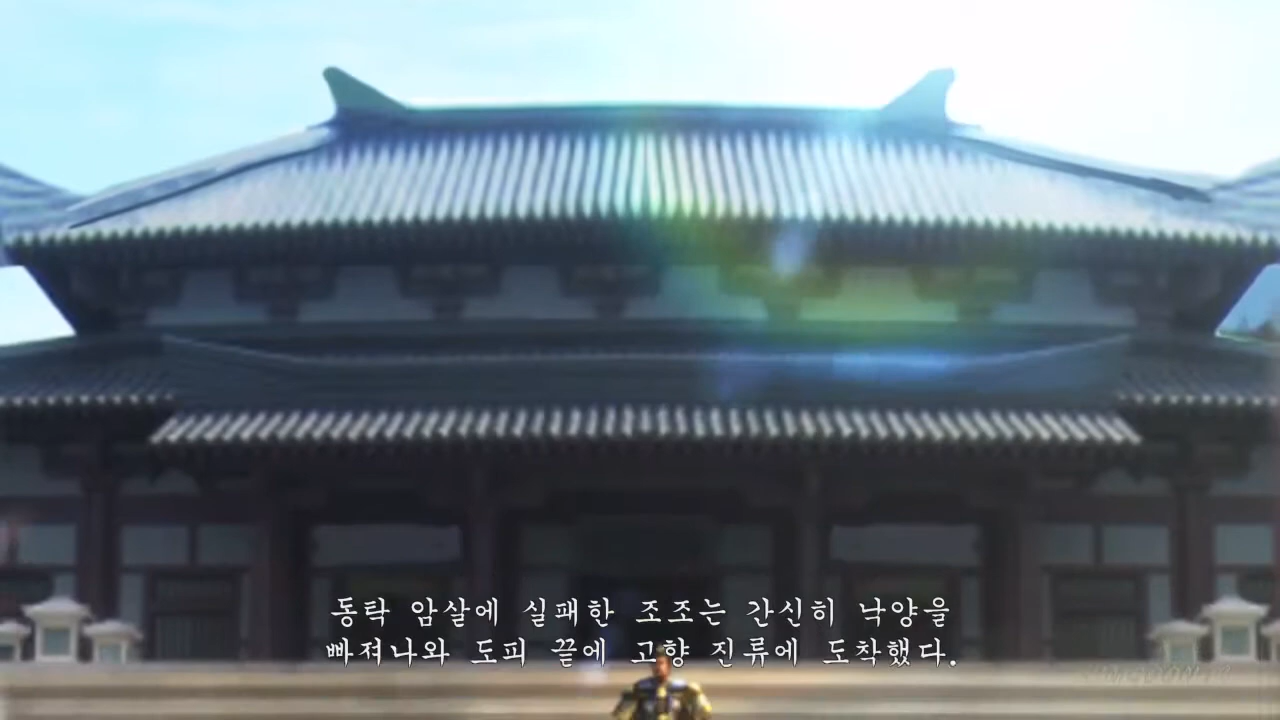 동탁 암살에 실패한 조조는 간신히 낙양을
빠져나와 도피 끝에 고향 진류에 도착했다.